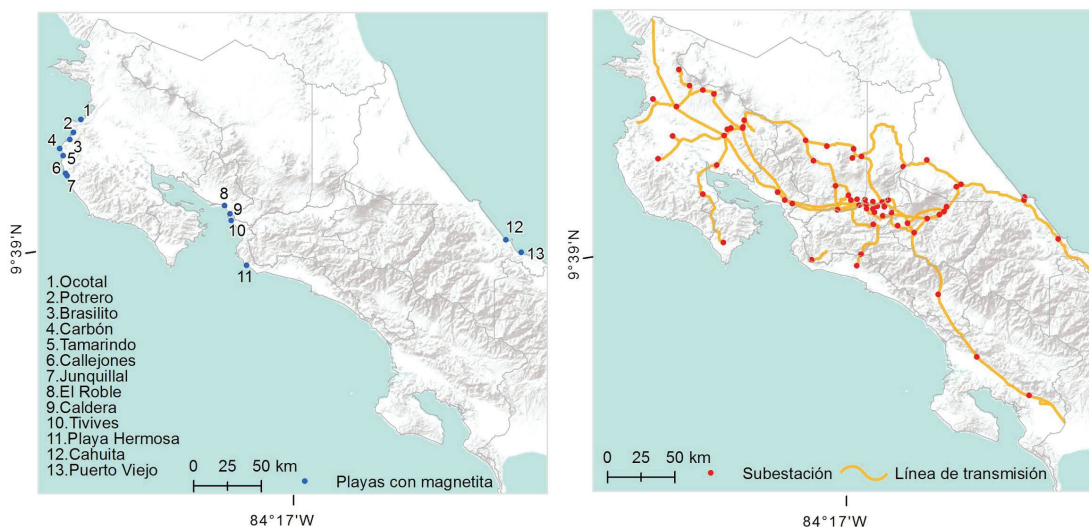 1
2
3
4
5
6
7
8
9
10
11
12
13
9°39'N
1.Ocotal
2.Potrero
3.Brasilito
4.Carbón
5.Tamarindo
6.Callejones
7.Junquillal
8.El Roble
9.Caldera
10.Tivives
11.Playa Hermosa
12.Cahuita
13.Puerto Viejo
0 25 50 km
Playas con magnetita
84°17'W
9°39'N
0 25 50 km
Subestación
Línea de transmisión
84°17'W